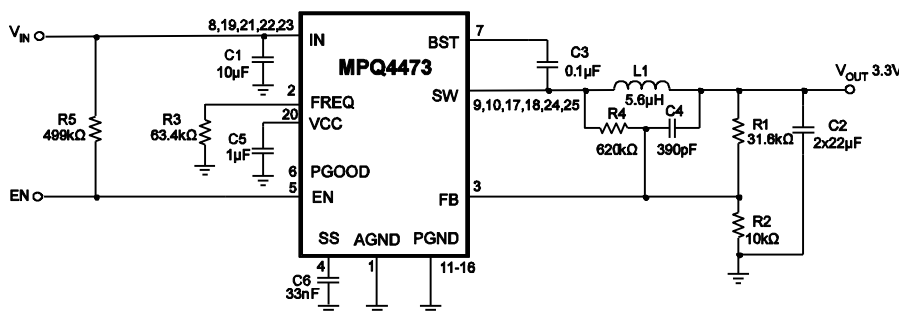 VIN
8,19,21,22,23
IN
C1
10μF
MPQ4473
BST
7
C3
0.1μF
SW
9,10,17,18,24,25
L1
5.6μH
VOUT 3.3V
R5
499kΩ
R3
63.4kΩ
2
FREQ
20
VCC
C5
1μF
6
PGOOD
R4
620kΩ
C4
390pF
R1
31.6kΩ
C2
2x22μF
EN
5
EN
FB
3
R2
10kΩ
SS
AGND
PGND
4
1
11-16
C6
33nF